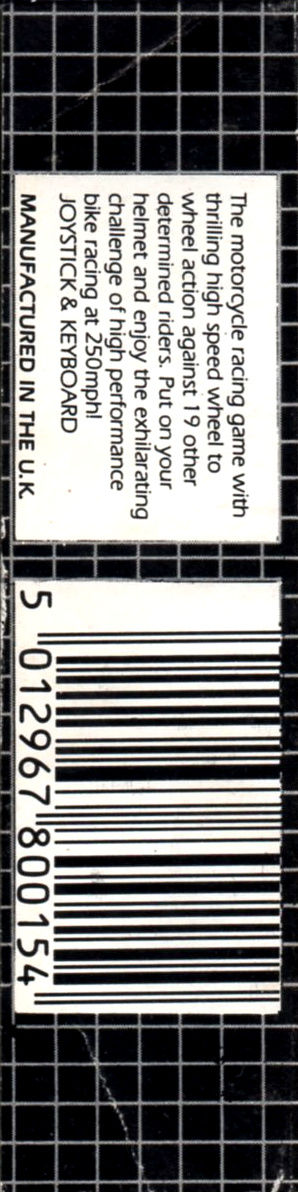 The motorcycle racing game with
thrilling high speed wheel to
wheel action against 19 other
determined riders. Put on your
helmet and enjoy the exhilarating
challenge of high performance
bike racing at 250mph!
JOYSTICK & KEYBOARD
MANUFACTURED IN THE U.K.
5 012967 800154